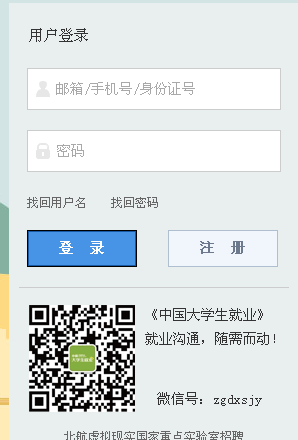 用户登录
邮箱/手机号/身份证号
密码
找回用户名 找回密码
登 录 注 册
《中国大学生就业》
就业沟通，随需而动！
微信号：zgdxsjy
北航虚拟现实国家重点实验室招聘